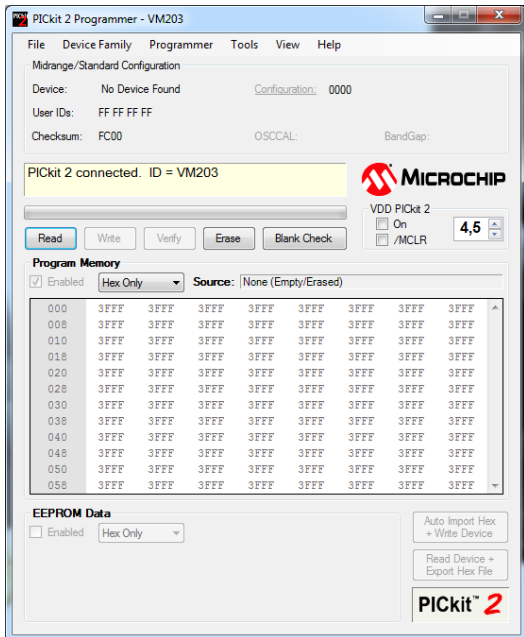 PICkit 2 Programmer - VM203
File Device Family Programmer Tools View Help
Midrange/Standard Configuration
Device: No Device Found Configuration: 0000
User IDs: FF FF FF FF
Checksum: FC00 OSCCAL: BandGap:
PICkit 2 connected. ID = VM203
MICROCHIP
VDD PICkit 2
On
/MCLR
4,5
Read Write Verify Erase Blank Check
Program Memory
Enabled Hex Only Source: None (Empty/Erased)
000 3FFF 3FFF 3FFF 3FFF 3FFF 3FFF 3FFF 3FFF
008 3FFF 3FFF 3FFF 3FFF 3FFF 3FFF 3FFF 3FFF
010 3FFF 3FFF 3FFF 3FFF 3FFF 3FFF 3FFF 3FFF
018 3FFF 3FFF 3FFF 3FFF 3FFF 3FFF 3FFF 3FFF
020 3FFF 3FFF 3FFF 3FFF 3FFF 3FFF 3FFF 3FFF
028 3FFF 3FFF 3FFF 3FFF 3FFF 3FFF 3FFF 3FFF
030 3FFF 3FFF 3FFF 3FFF 3FFF 3FFF 3FFF 3FFF
038 3FFF 3FFF 3FFF 3FFF 3FFF 3FFF 3FFF 3FFF
040 3FFF 3FFF 3FFF 3FFF 3FFF 3FFF 3FFF 3FFF
048 3FFF 3FFF 3FFF 3FFF 3FFF 3FFF 3FFF 3FFF
050 3FFF 3FFF 3FFF 3FFF 3FFF 3FFF 3FFF 3FFF
058 3FFF 3FFF 3FFF 3FFF 3FFF 3FFF 3FFF 3FFF
EEPROM Data
Enabled Hex Only
Auto Import Hex
+ Write Device
Read Device +
Export Hex File
PICkit™ 2